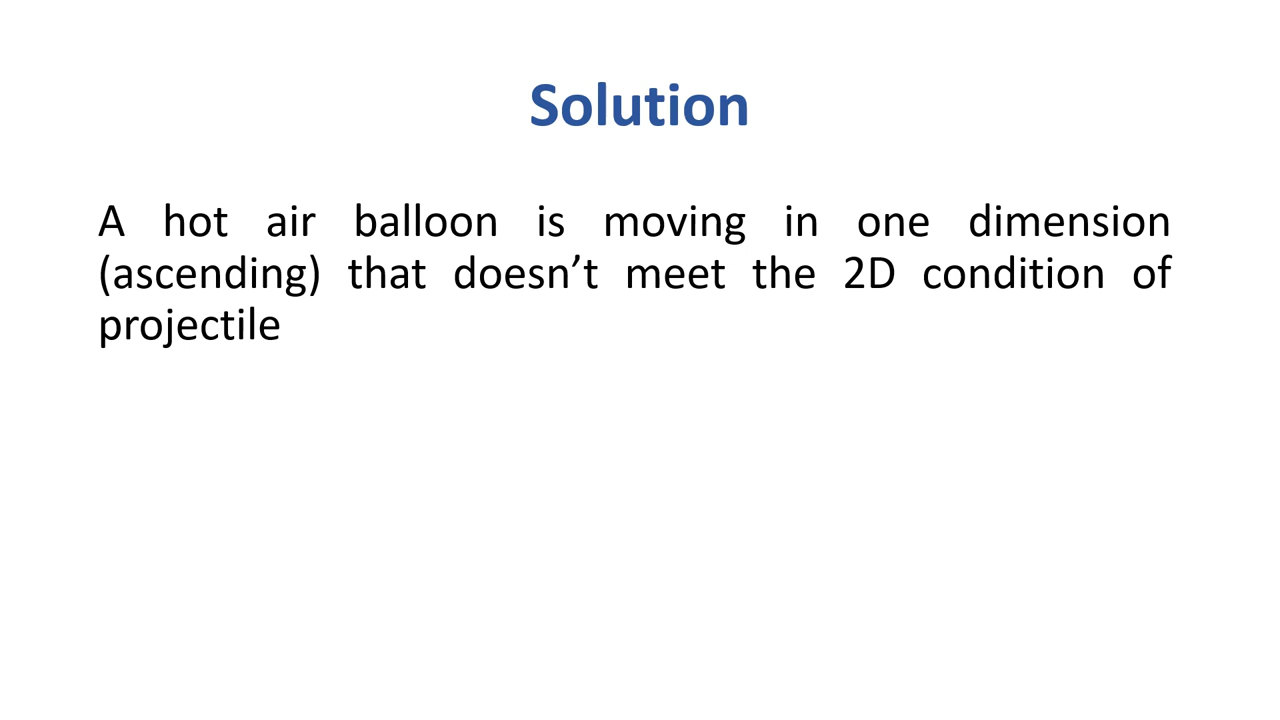 Solution
A hot air balloon is moving in one dimension
(ascending) that doesn’t meet the 2D condition of
projectile